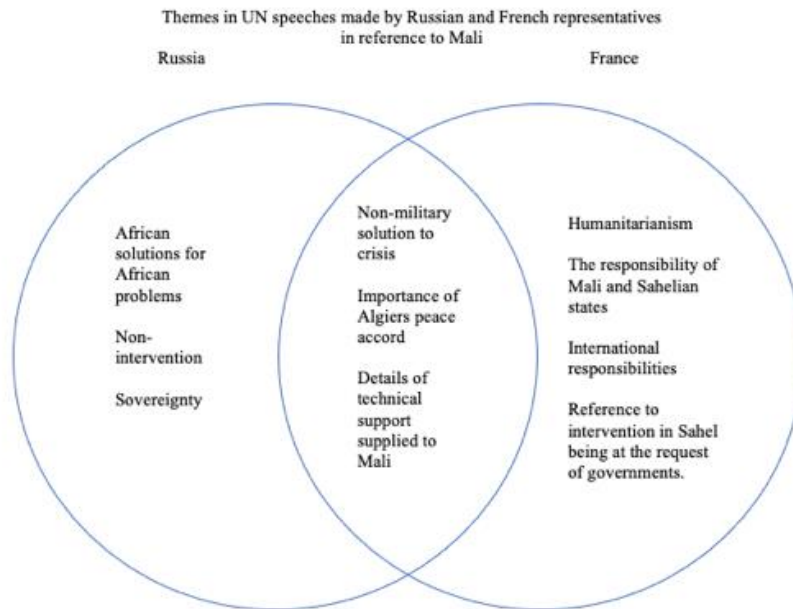 Themes in UN speeches made by Russian and French representatives
in reference to Mali
Russia
France
African
solutions for
African
problems
Non-
intervention
Sovereignty
Non-military
solution to
crisis
Importance of
Algiers peace
accord
Details of
technical
support
supplied to
Mali
Humanitarianism
The responsibility of
Mali and Sahelian
states
International
responsibilities
Reference to
intervention in Sahel
being at the request
of governments.